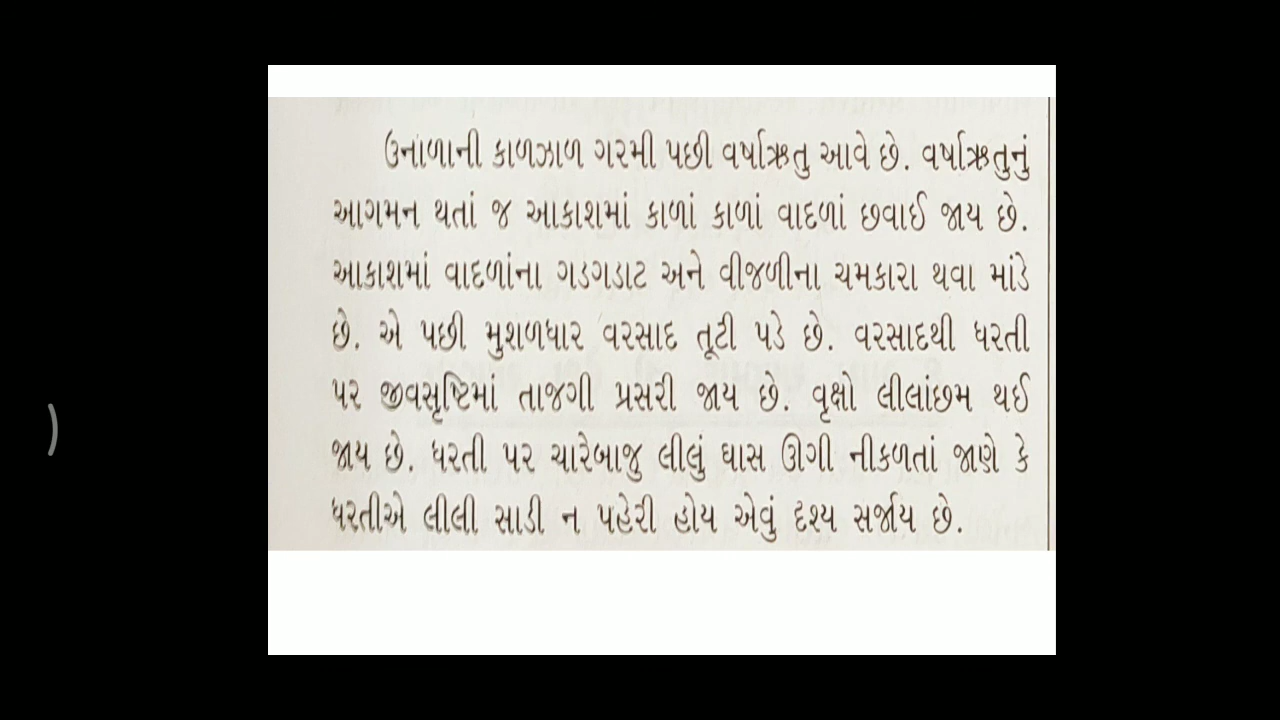 ઉનાળાની કાળઝાળ ગરમી પછી વર્ષાઋતુ આવે છે. વર્ષાઋતુનું
આગમન થતાં જ આકાશમાં કાળાં કાળાં વાદળાં છવાઈ જાય છે.
આકાશમાં વાદળાંના ગડગડાટ અને વીજળીના ચમકારા થવા માંડે
છે. એ પછી મુશળધાર વરસાદ તૂટી પડે છે. વરસાદથી ધરતી
પર જીવસૃષ્ટિમાં તાજગી પ્રસરી જાય છે. વૃક્ષો લીલાંછમ થઈ
જાય છે. ધરતી પર ચારેબાજુ લીલું ઘાસ ઊગી નીકળતાં જાણે કે
ધરતીએ લીલી સાડી ન પહેરી હોય એવું દશ્ય સર્જાય છે.